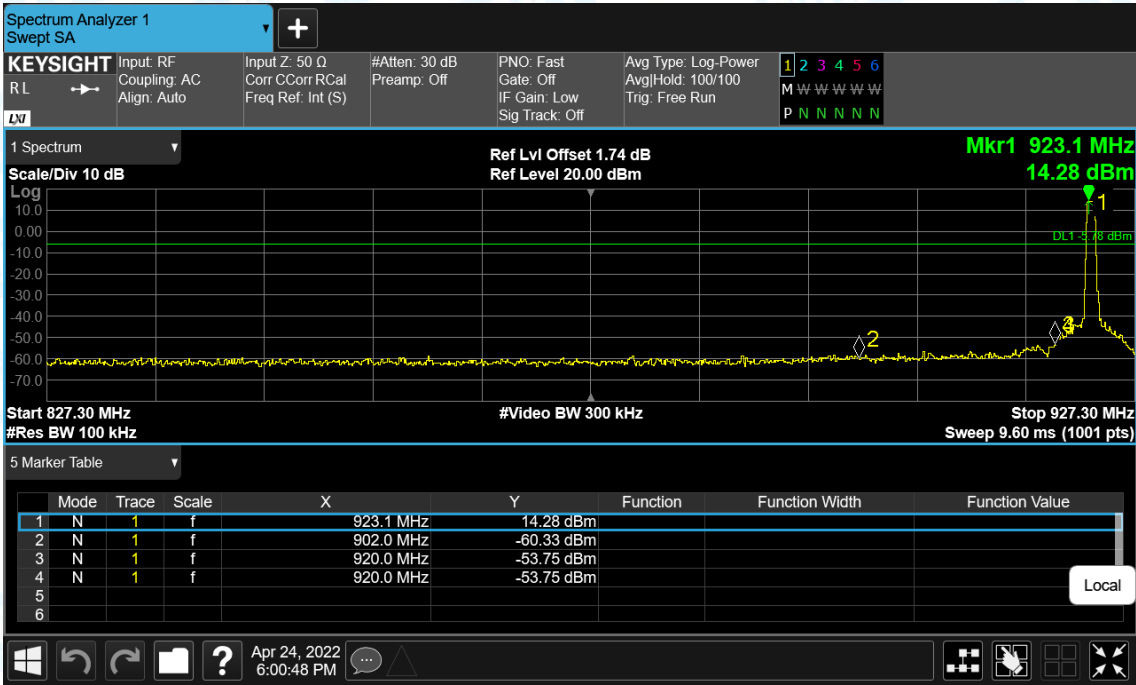 Spectrum Analyzer 1
Swept SA
+
KEYSIGHT
RL
LXI
Input: RF
Coupling: AC
Align: Auto
Input Z: 50 Ω
Corr CCorr RCal
Freq Ref: Int (S)
#Atten: 30 dB
Preamp: Off
PNO: Fast
Gate: Off
IF Gain: Low
Sig Track: Off
Avg Type: Log-Power
Avg|Hold: 100/100
Trig: Free Run
1 2 3 4 5 6
M W W W W W
P N N N N N
1 Spectrum
Scale/Div 10 dB
Ref Lvl Offset 1.74 dB
Ref Level 20.00 dBm
Mkr1 923.1 MHz
14.28 dBm
Log
10.0
0.00
-10.0
-20.0
-30.0
-40.0
-50.0
-60.0
-70.0
1
DL1 -5.78 dBm
2
Start 827.30 MHz
#Res BW 100 kHz
#Video BW 300 kHz
Stop 927.30 MHz
Sweep 9.60 ms (1001 pts)
5 Marker Table
Mode Trace Scale X Y Function Function Width Function Value
1 N 1 f 923.1 MHz 14.28 dBm
2 N 1 f 902.0 MHz -60.33 dBm
3 N 1 f 920.0 MHz -53.75 dBm
4 N 1 f 920.0 MHz -53.75 dBm
5
6
Local
?
Apr 24, 2022
6:00:48 PM